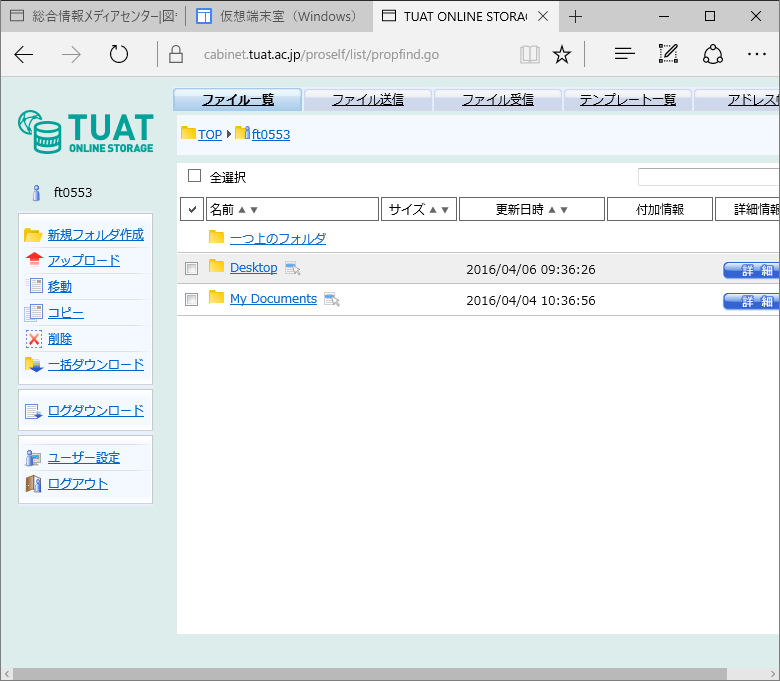 総合情報メディアセンター|図
仮想端末室（Windows）
TUAT ONLINE STORA
cabinet.tuat.ac.jp/proself/list/propfind.go
ファイル一覧
ファイル送信
ファイル受信
テンプレート一覧
アドレス
TUAT
ONLINE STORAGE
TOP
ft0553
ft0553
全選択
名前 ▲▼
サイズ ▲▼
更新日時 ▲▼
付加情報
詳細情報
一つ上のフォルダ
Desktop
2016/04/06 09:36:26
詳 細
My Documents
2016/04/04 10:36:56
詳 細
新規フォルダ作成
アップロード
移動
コピー
削除
一括ダウンロード
ログダウンロード
ユーザー設定
ログアウト